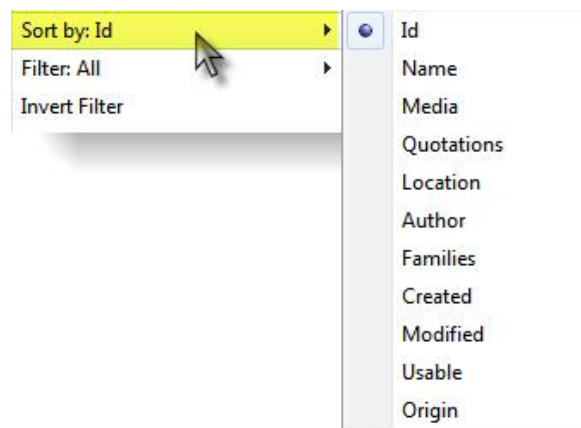 Sort by: Id
Filter: All
Invert Filter
Id
Name
Media
Quotations
Location
Author
Families
Created
Modified
Usable
Origin